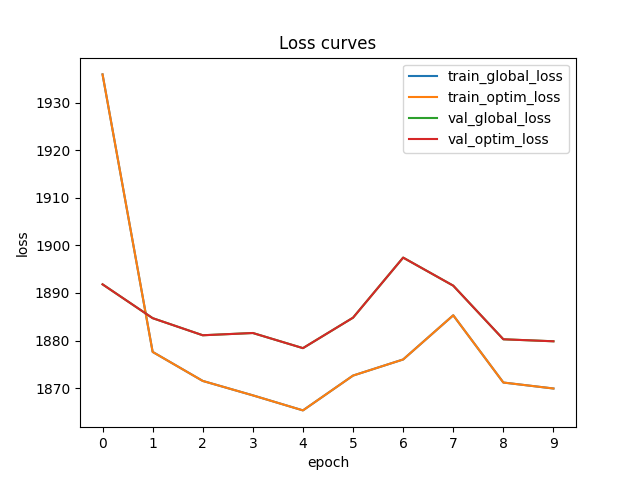 Loss curves
train_global_loss
train_optim_loss
val_global_loss
val_optim_loss
1930
1920
1910
1900
1890
1880
1870
loss
0 1 2 3 4 5 6 7 8 9
epoch